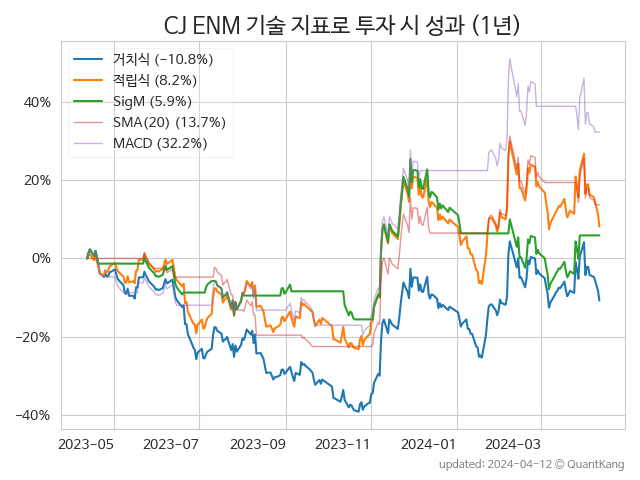 CJ ENM 기술 지표로 투자 시 성과 (1년)
거치식 (-10.8%)
적립식 (8.2%)
SigM (5.9%)
SMA(20) (13.7%)
MACD (32.2%)
40%
20%
0%
-20%
-40%
2023-05 2023-07 2023-09 2023-11 2024-01 2024-03
updated: 2024-04-12 © QuantKang